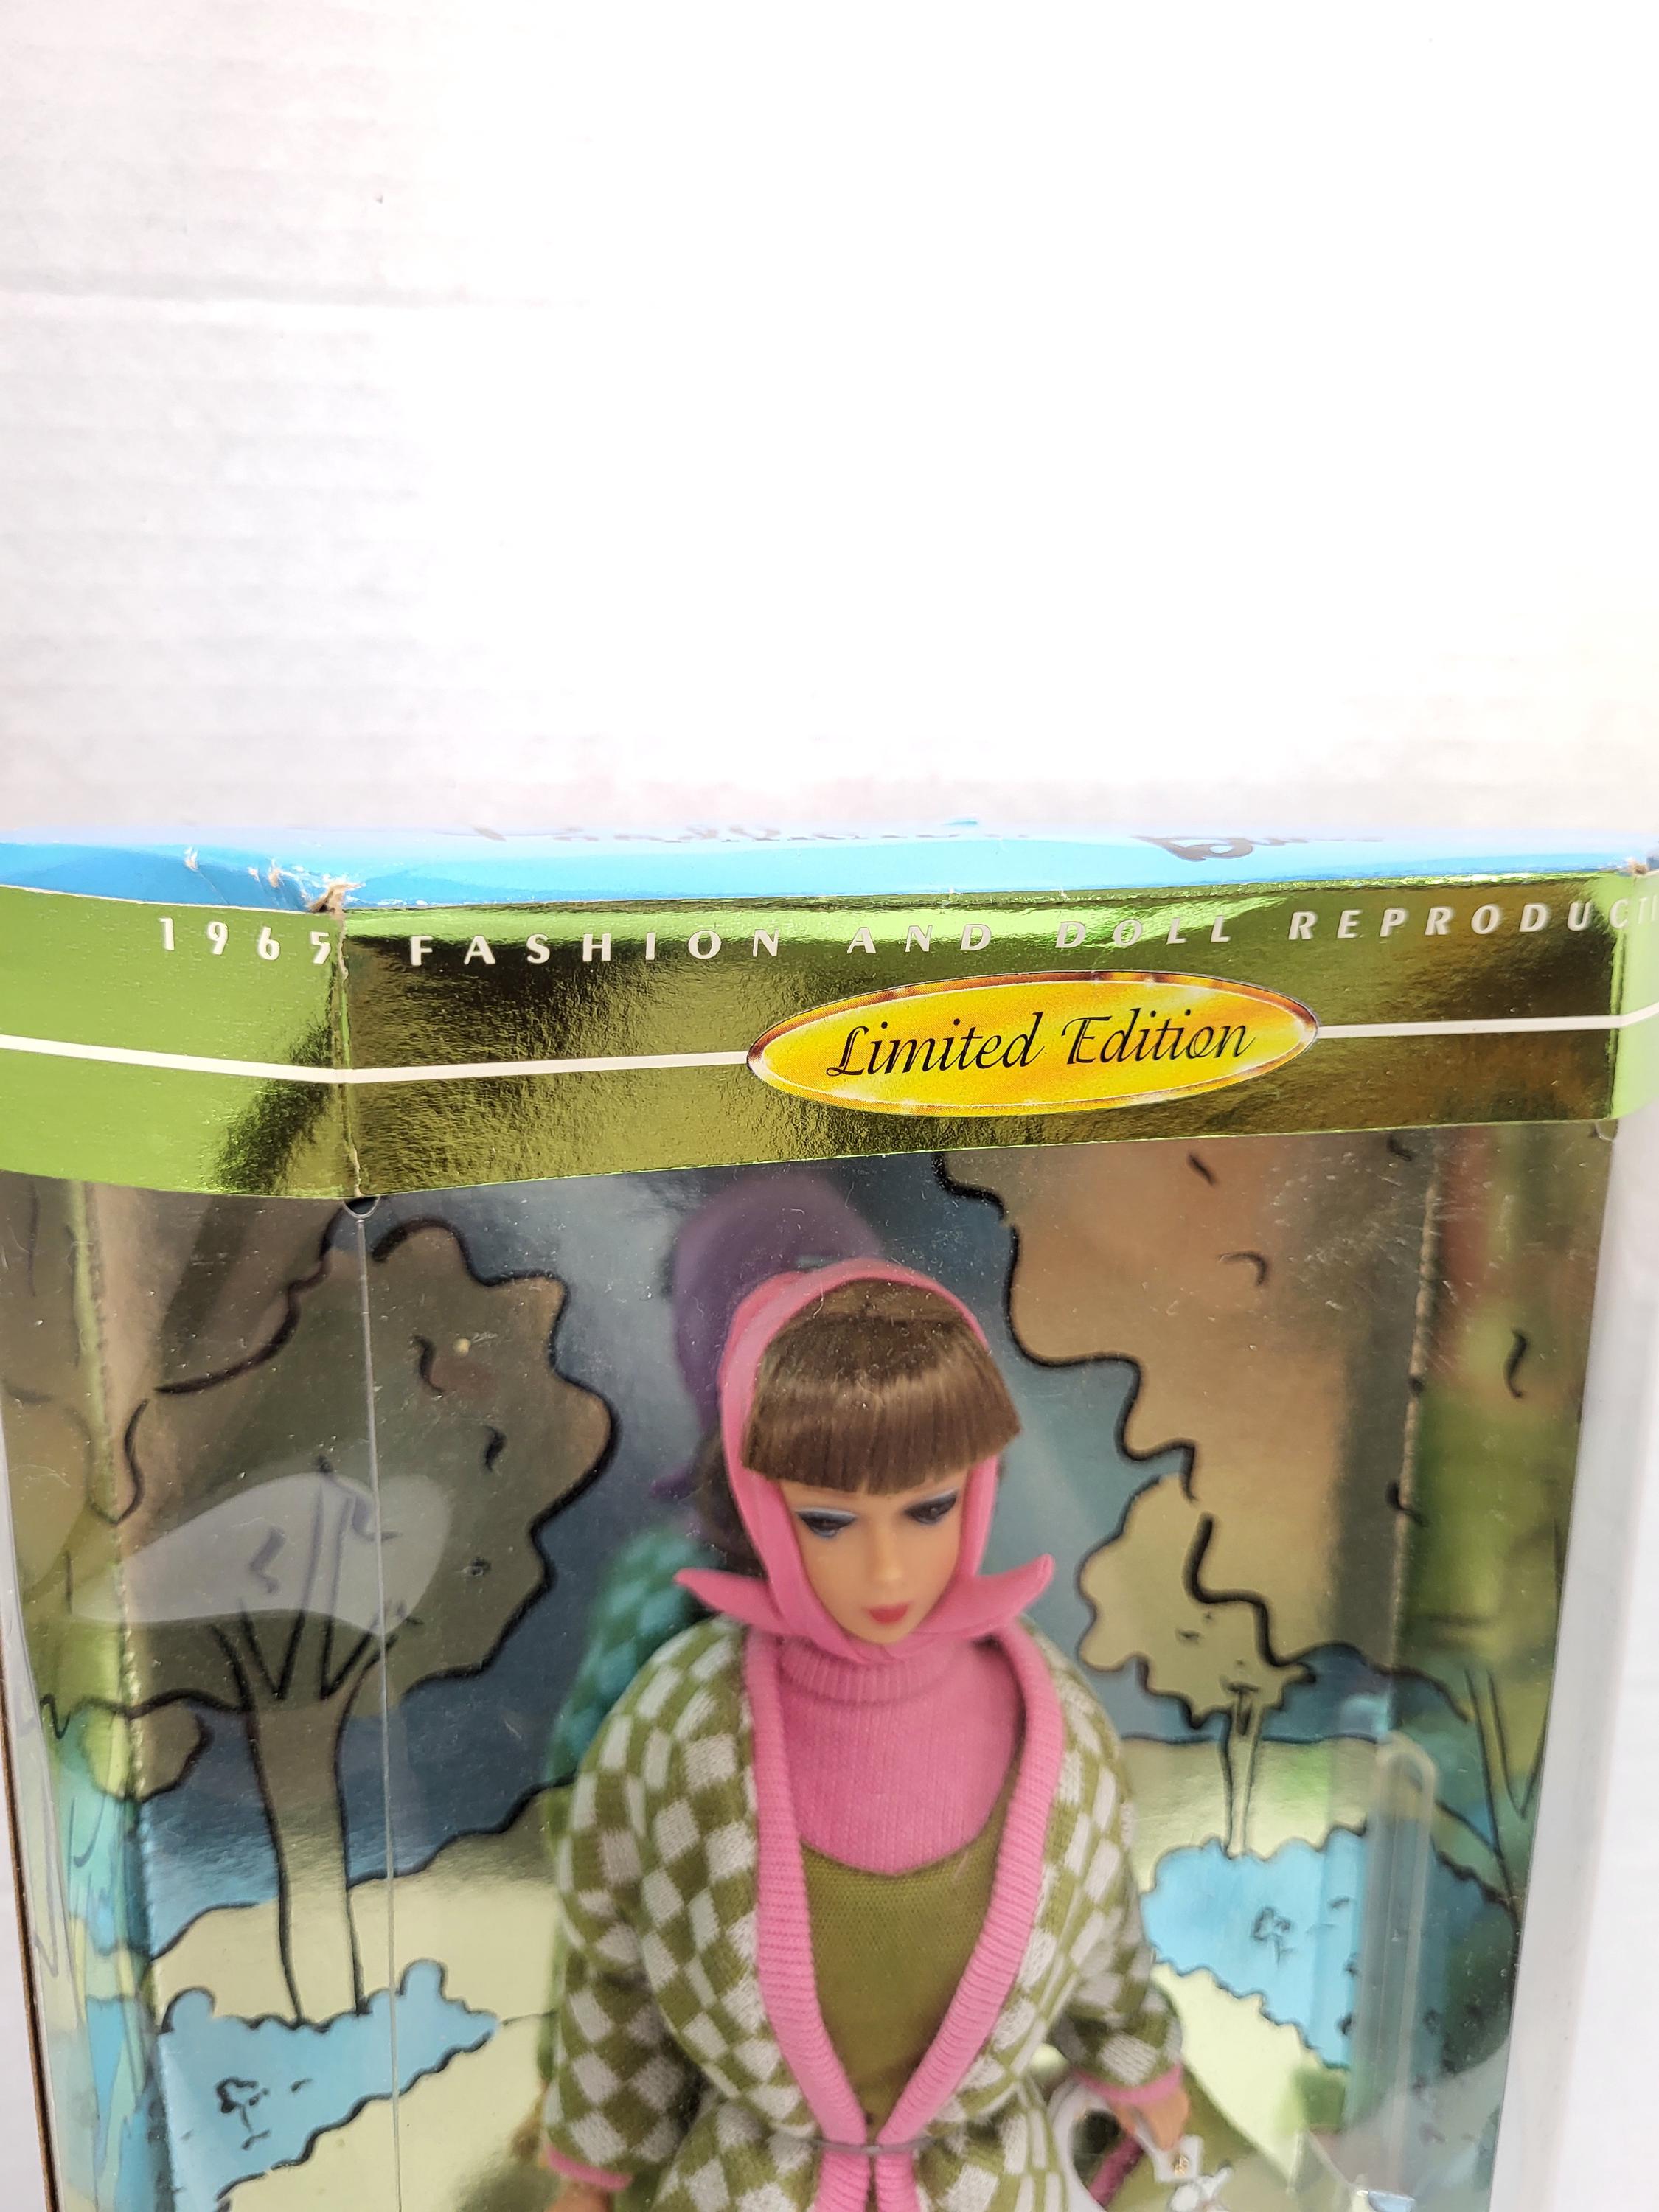 1965 FASHION AND DOLL REPRODUCTI
Limited Edition